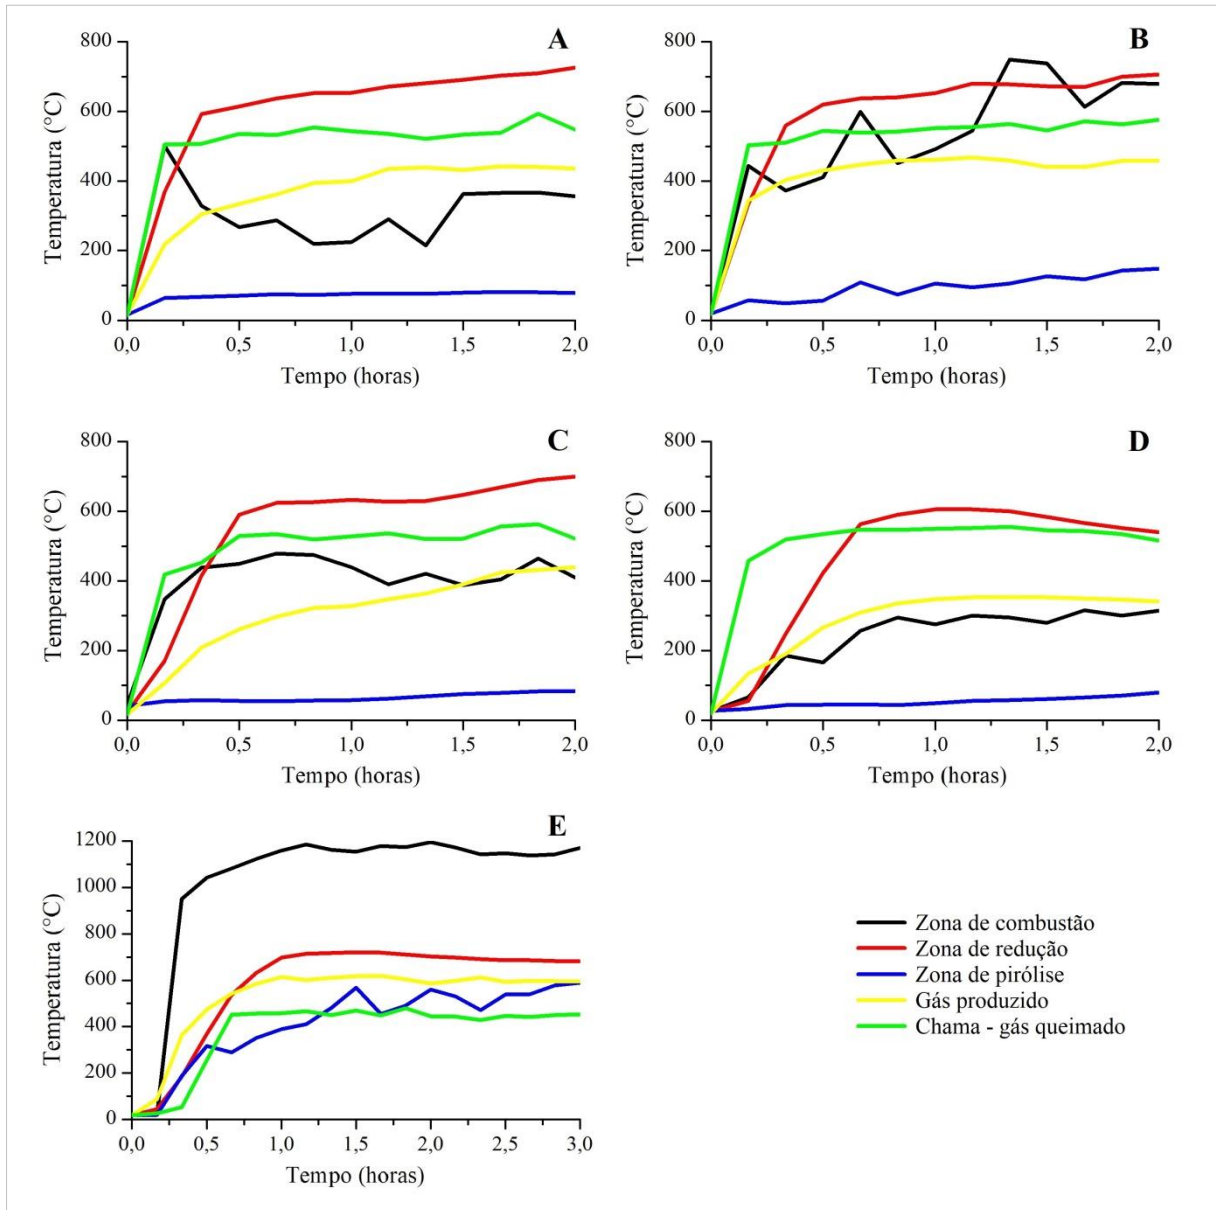 A
800
600
400
200
0
Temperatura (°C)
0,0 0,5 1,0 1,5 2,0
Tempo (horas)
B
800
600
400
200
0
Temperatura (°C)
0,0 0,5 1,0 1,5 2,0
Tempo (horas)
C
800
600
400
200
0
Temperatura (°C)
0,0 0,5 1,0 1,5 2,0
Tempo (horas)
D
800
600
400
200
0
Temperatura (°C)
0,0 0,5 1,0 1,5 2,0
Tempo (horas)
E
1200
1000
800
600
400
200
0
Temperatura (°C)
0,0 0,5 1,0 1,5 2,0 2,5 3,0
Tempo (horas)
Zona de combustão
Zona de redução
Zona de pirólise
Gás produzido
Chama - gás queimado